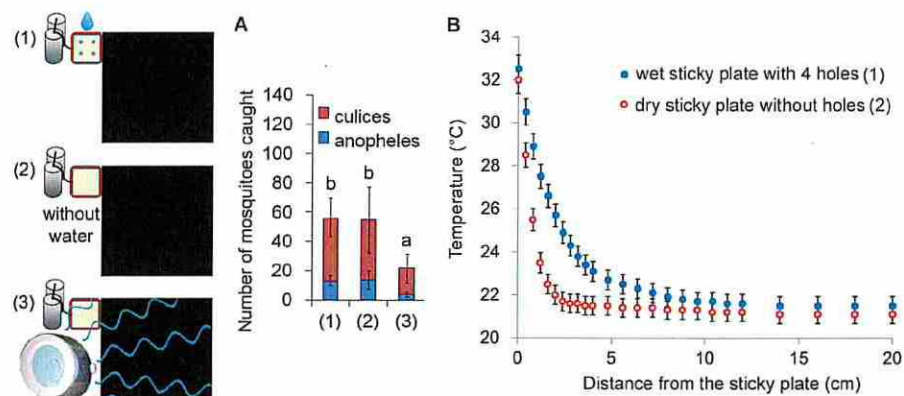 (1)
(2)
without
water
(3)
A
Number of mosquitoes caught
140
120
100
80
60
40
20
0
culices
anopheles
b
b
a
(1)
(2)
(3)
B
Temperature (°C)
34
32
30
28
26
24
22
20
wet sticky plate with 4 holes (1)
dry sticky plate without holes (2)
0
5
10
15
20
Distance from the sticky plate (cm)